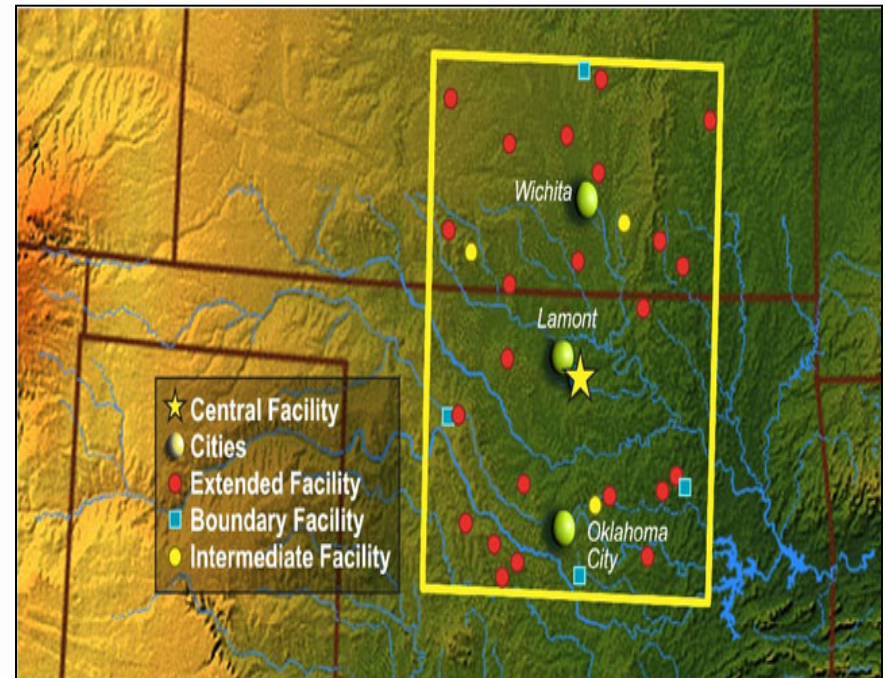 Wichita
Lamont
Central Facility
Cities
Extended Facility
Boundary Facility
Intermediate Facility
Oklahoma
City